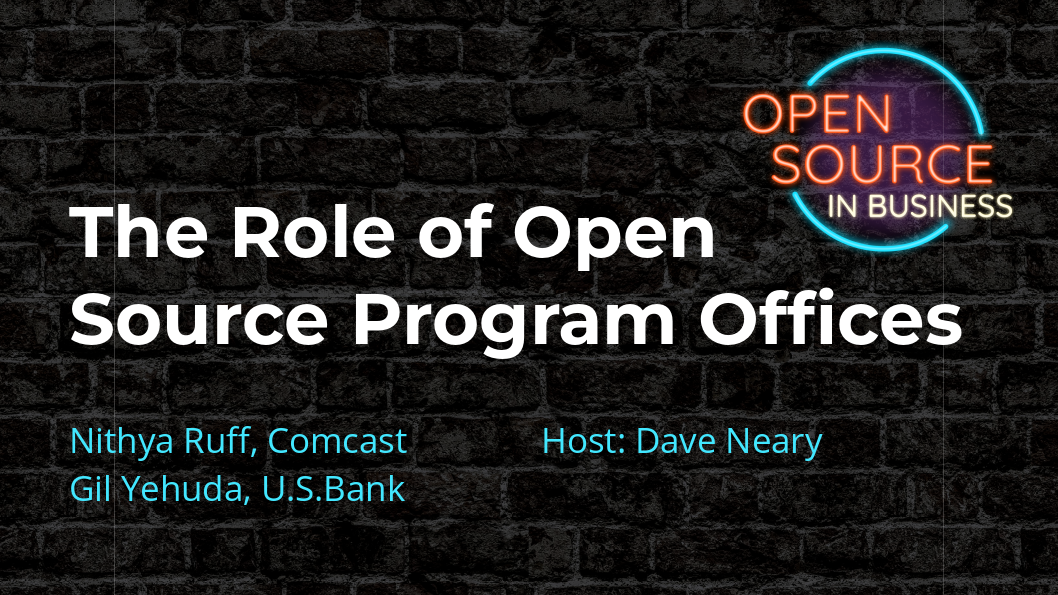 OPEN
SOURCE
IN BUSINESS
The Role of Open
Source Program Offices
Nithya Ruff, Comcast
Gil Yehuda, U.S.Bank
Host: Dave Neary